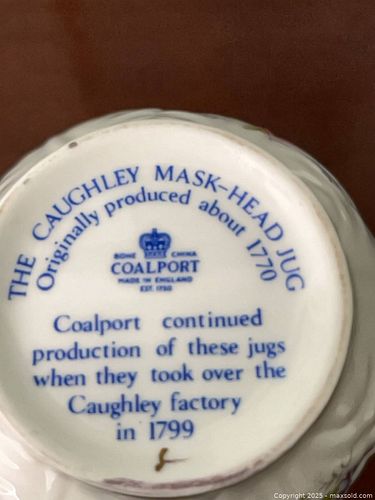 THE CAUGHLEY MASK-HEAD JUG
Originally produced about 1770
BONE CHINA
COALPORT
MADE IN ENGLAND
EST. 1750
Coalport continued
production of these jugs
when they took over the
Caughley factory
in 1799
Copyright 2025 - maxsold.com